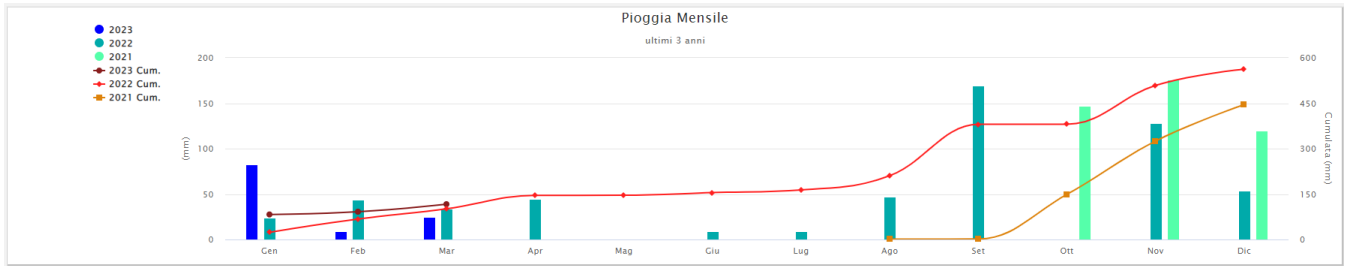 Pioggia Mensile
ultimi 3 anni
2023
2022
2021
2023 Cum.
2022 Cum.
2021 Cum.
200
150
100
50
0
(mm)
600
450
300
150
0
Cumulata (mm)
Gen Feb Mar Apr Mag Giu Lug Ago Set Ott Nov Dic